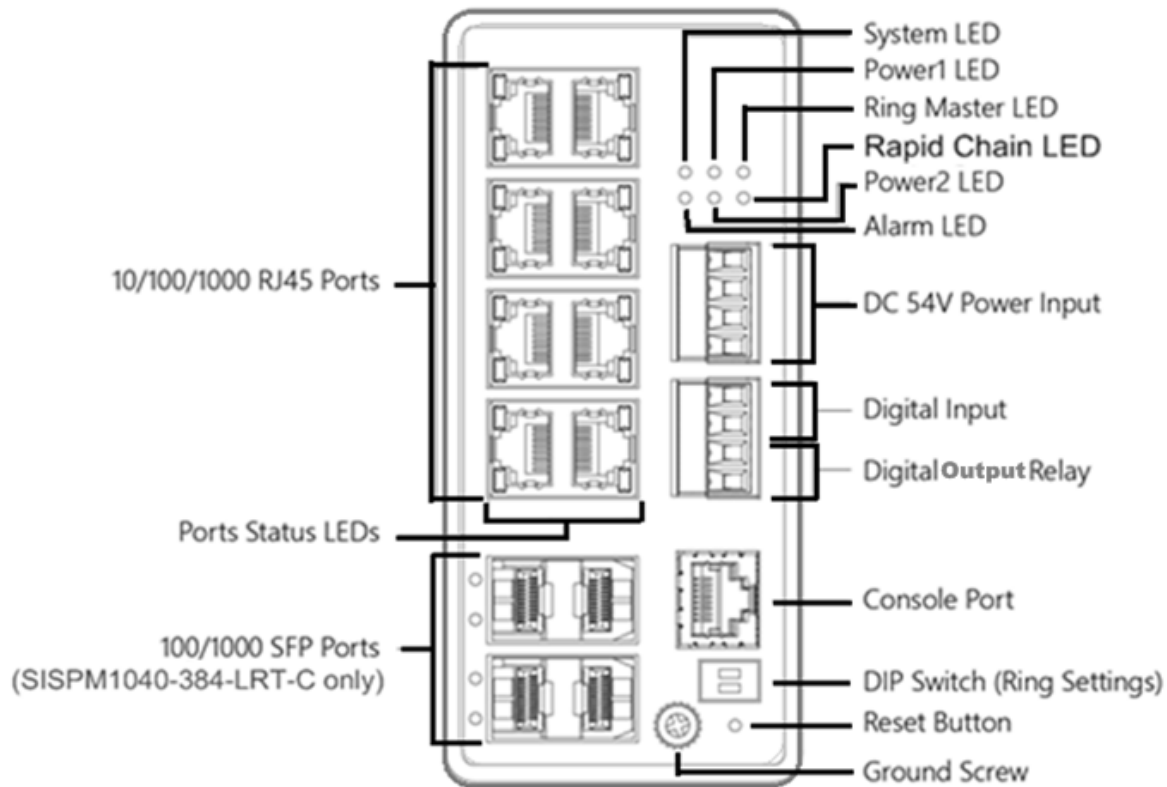 System LED
Power1 LED
Ring Master LED
Rapid Chain LED
Power2 LED
Alarm LED
10/100/1000 RJ45 Ports
DC 54V Power Input
Digital Input
Digital Output Relay
Ports Status LEDs
Console Port
100/1000 SFP Ports
(SISPM1040-384-LRT-C only)
DIP Switch (Ring Settings)
Reset Button
Ground Screw